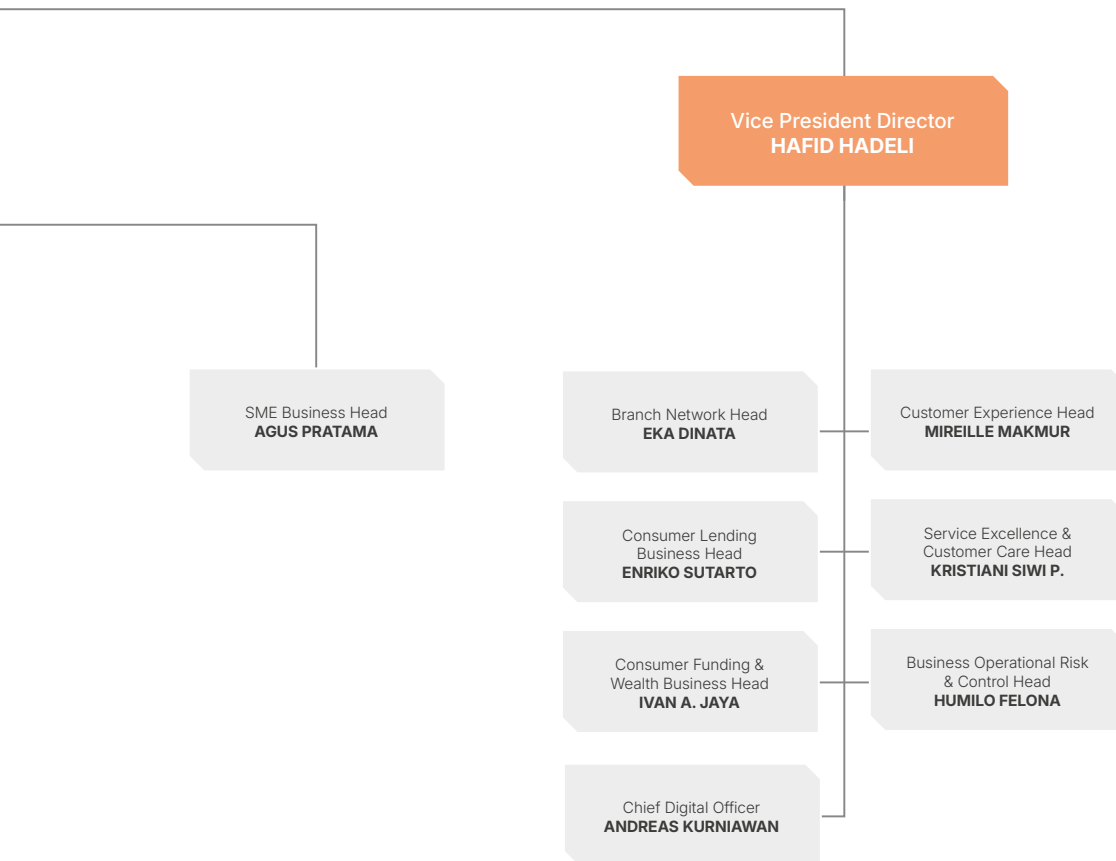 Vice President Director
HAFID HADELI
SME Business Head
AGUS PRATAMA
Branch Network Head
EKA DINATA
Customer Experience Head
MIREILLE MAKMUR
Consumer Lending
Business Head
ENRIKO SUTARTO
Service Excellence &
Customer Care Head
KRISTIANI SIWI P.
Consumer Funding &
Wealth Business Head
IVAN A. JAYA
Business Operational Risk
& Control Head
HUMILO FELONA
Chief Digital Officer
ANDREAS KURNIAWAN